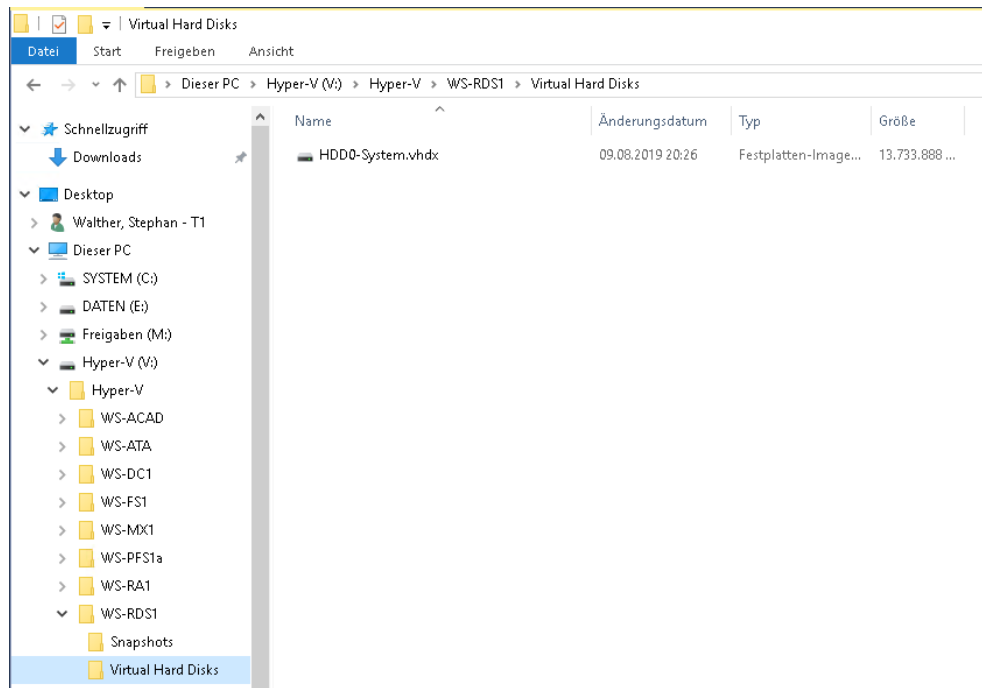 Virtual Hard Disks
Datei Start Freigeben Ansicht
Dieser PC > Hyper-V (V:) > Hyper-V > WS-RDS1 > Virtual Hard Disks
Name Änderungsdatum Typ Größe
HDD0-System.vhdx 09.08.2019 20:26 Festplatten-Image... 13.733.888 ...
Schnellzugriff
Downloads
Desktop
Walther, Stephan - T1
Dieser PC
SYSTEM (C:)
DATEN (E:)
Freigaben (M:)
Hyper-V (V:)
Hyper-V
WS-ACAD
WS-ATA
WS-DC1
WS-FS1
WS-MX1
WS-PFS1a
WS-RA1
WS-RDS1
Snapshots
Virtual Hard Disks